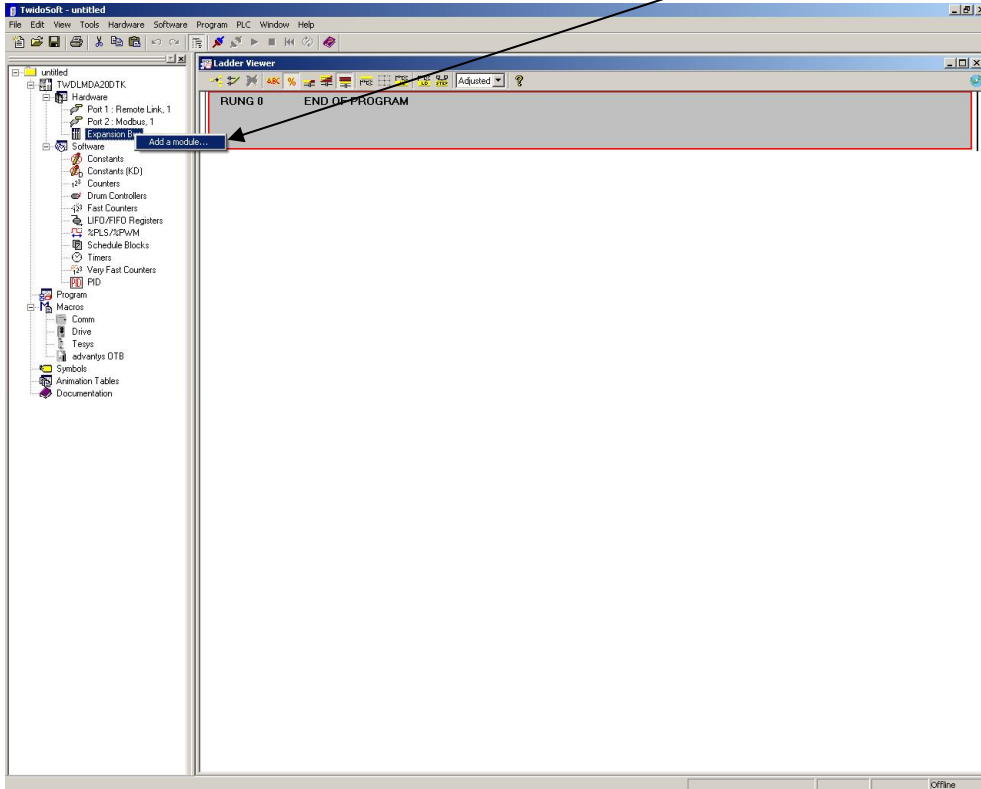 TwidoSoft - untitled
File Edit View Tools Hardware Software Program PLC Window Help
untitled
TWDLMDA20DTK
Hardware
Port 1 : Remote Link, 1
Port 2 : Modbus, 1
Expansion B
Add a module...
Software
Constants
Constants (KD)
Counters
Drum Controllers
Fast Counters
LIFO/FIFO Registers
%PLS/%PWM
Schedule Blocks
Timers
Very Fast Counters
PID
Program
Macros
Comm
Drive
Tesys
advantys OTB
Symbols
Animation Tables
Documentation
Ladder Viewer
ABC % Adjusted
RUNG 0 END OF PROGRAM
Offline